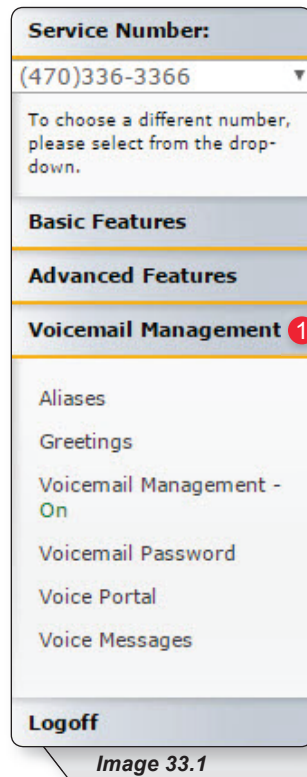 Service Number:
(470)336-3366
To choose a different number,
please select from the drop-
down.
Basic Features
Advanced Features
Voicemail Management 1
Aliases
Greetings
Voicemail Management -
On
Voicemail Password
Voice Portal
Voice Messages
Logoff
Image 33.1